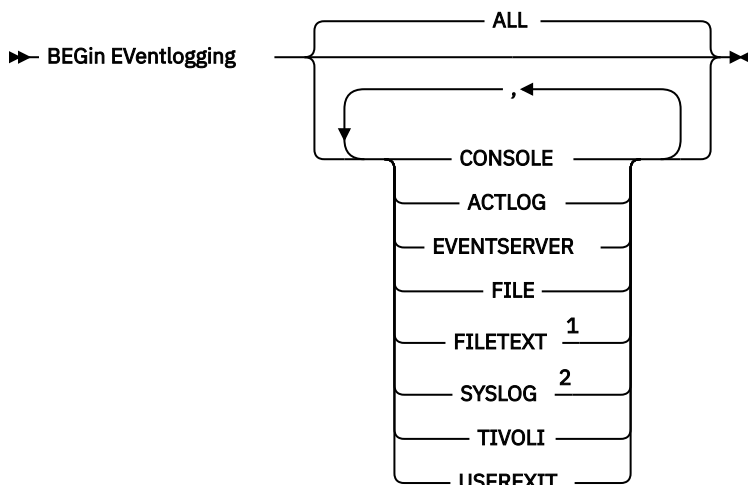 ALL
BEGin EVentlogging
,
CONSOLE
ACTLOG
EVENTSERVER
FILE
FILETEXT 1
SYSLOG 2
TIVOLI
USEREXIT